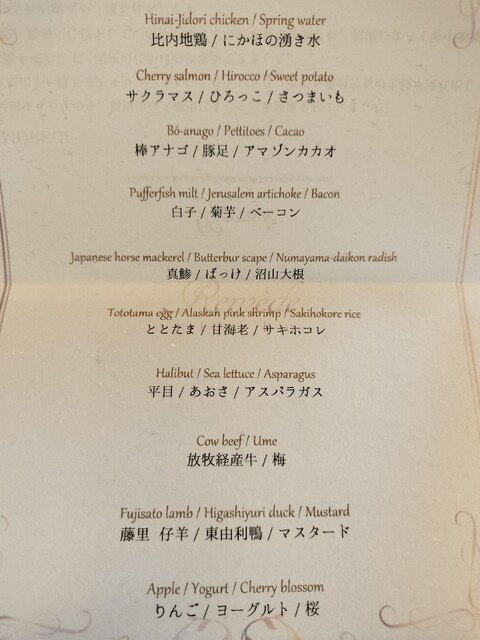 Hinai-Jidori chicken / Spring water
比内地鶏 / にかほの湧き水
Cherry salmon / Hirocco / Sweet potato
サクラマス / ひろっこ / さつまいも
Bō-anago / Pettitoes / Cacao
棒アナゴ / 豚足 / アマゾンカカオ
Pufferfish milt / Jerusalem artichoke / Bacon
白子 / 菊芋 / ベーコン
Japanese horse mackerel / Butterbur scape / Numayama-daikon radish
真鯵 / ばっけ / 沼山大根
Tototama egg / Alaskan pink shrimp / Sakihokore rice
ととたま / 甘海老 / サキホコレ
Halibut / Sea lettuce / Asparagus
平目 / あおさ / アスパラガス
Cow beef / Ume
放牧経産牛 / 梅
Fujisato lamb / Higashiyuri duck / Mustard
藤里 仔羊 / 東由利鴨 / マスタード
Apple / Yogurt / Cherry blossom
りんご / ヨーグルト / 桜